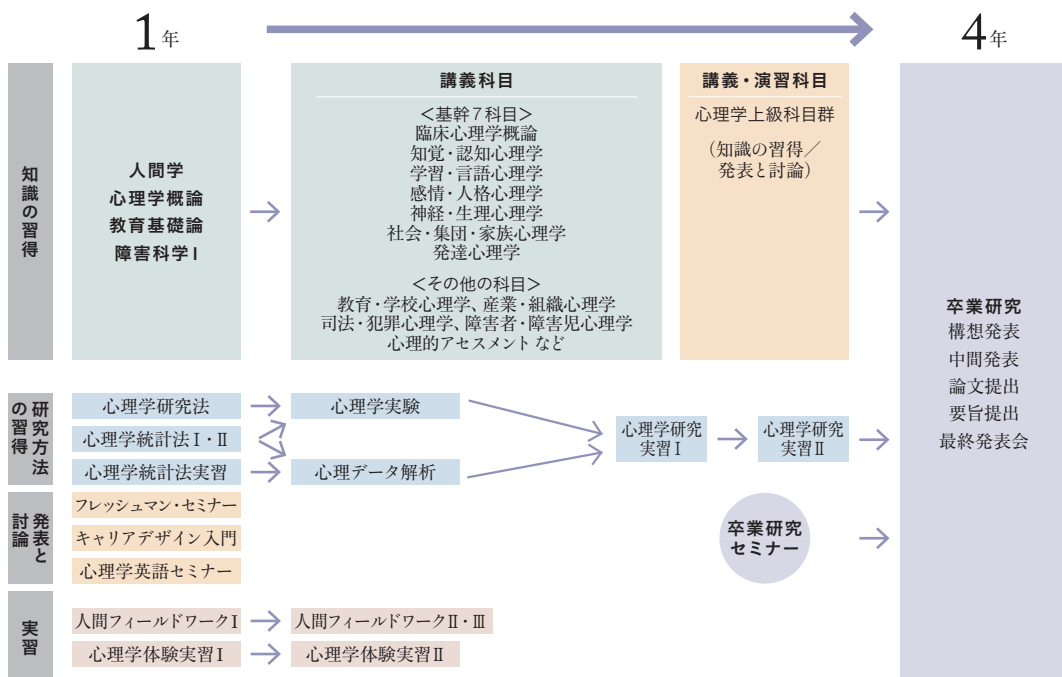 1年
4年
知識の習得
人間学
心理学概論
教育基礎論
障害科学Ⅰ
講義科目
＜基幹7科目＞
臨床心理学概論
知覚・認知心理学
学習・言語心理学
感情・人格心理学
神経・生理心理学
社会・集団・家族心理学
発達心理学
＜その他の科目＞
教育・学校心理学、産業・組織心理学
司法・犯罪心理学、障害者・障害児心理学
心理的アセスメント など
講義・演習科目
心理学上級科目群
（知識の習得／
発表と討論）
卒業研究
構想発表
中間発表
論文提出
要旨提出
最終発表会
研究方法
の習得
心理学研究法
心理学統計法Ⅰ・Ⅱ
心理学統計法実習
心理学実験
心理データ解析
心理学研究
実習Ⅰ
心理学研究
実習Ⅱ
発表と
討論
フレッシュマン・セミナー
キャリアデザイン入門
心理学英語セミナー
卒業研究
セミナー
実習
人間フィールドワークⅠ
人間フィールドワークⅡ・Ⅲ
心理学体験実習Ⅰ
心理学体験実習Ⅱ